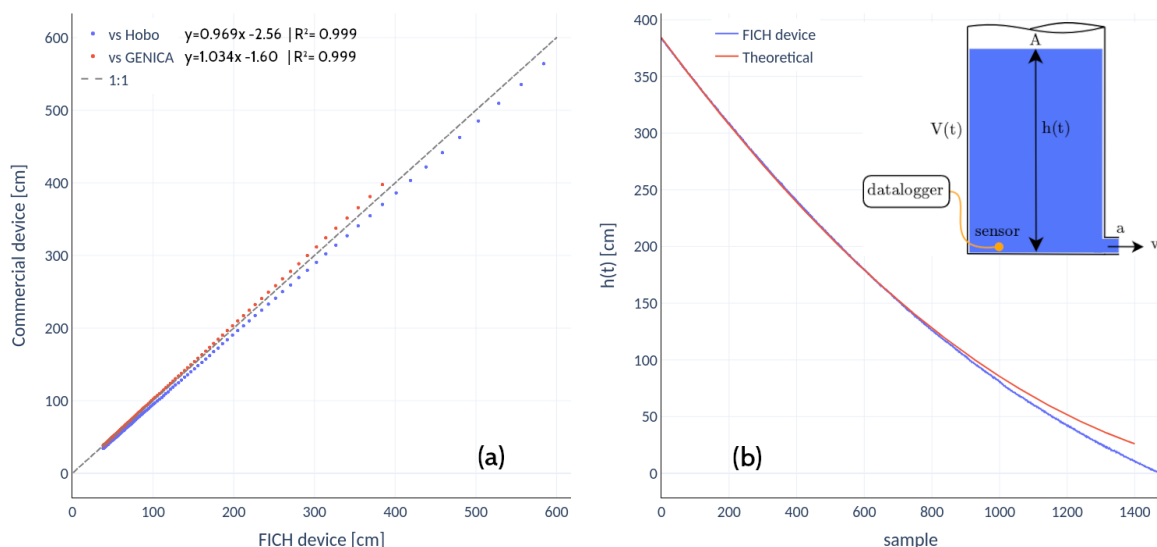 vs Hobo y=0.969x -2.56 | R²= 0.999
vs GENICA y=1.034x -1.60 | R²= 0.999
1:1
Commercial device [cm]
600
500
400
300
200
100
0
0 100 200 300 400 500 600
FICH device [cm]
(a)
FICH device
Theoretical
h(t) [cm]
400
350
300
250
200
150
100
50
0
0 200 400 600 800 1000 1200 1400
sample
(b)
A
V(t)
h(t)
datalogger
sensor
a
v